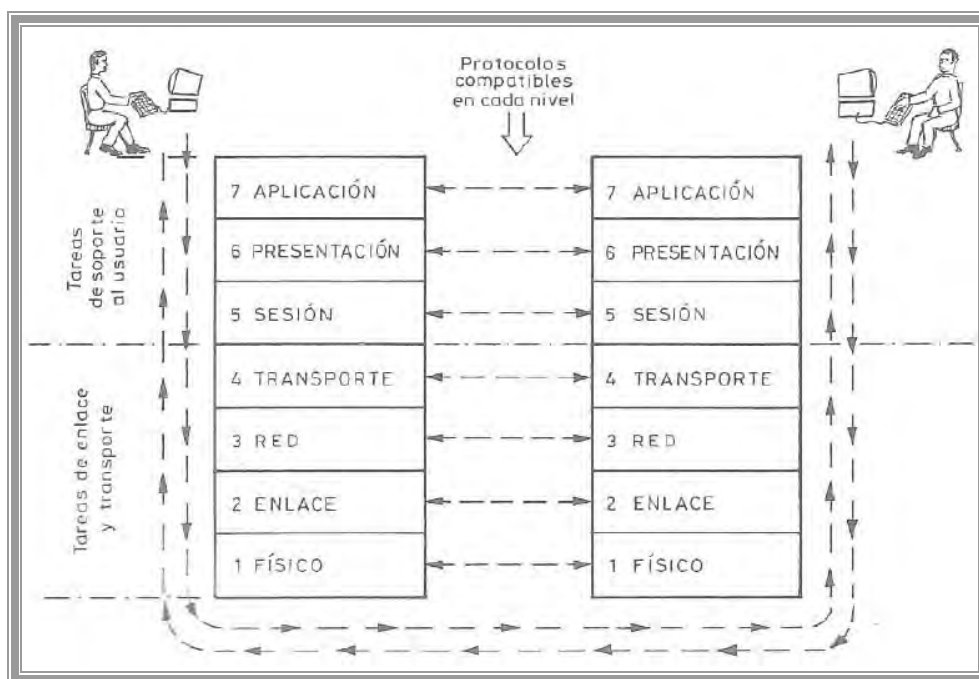 Protocolos
compatibles
en cada nivel
7 APLICACIÓN
6 PRESENTACIÓN
5 SESIÓN
4 TRANSPORTE
3 RED
2 ENLACE
1 FÍSICO
7 APLICACIÓN
6 PRESENTACIÓN
5 SESIÓN
4 TRANSPORTE
3 RED
2 ENLACE
1 FÍSICO
Tareas
de soporte
al usuario
Tareas de enlace
y transporte